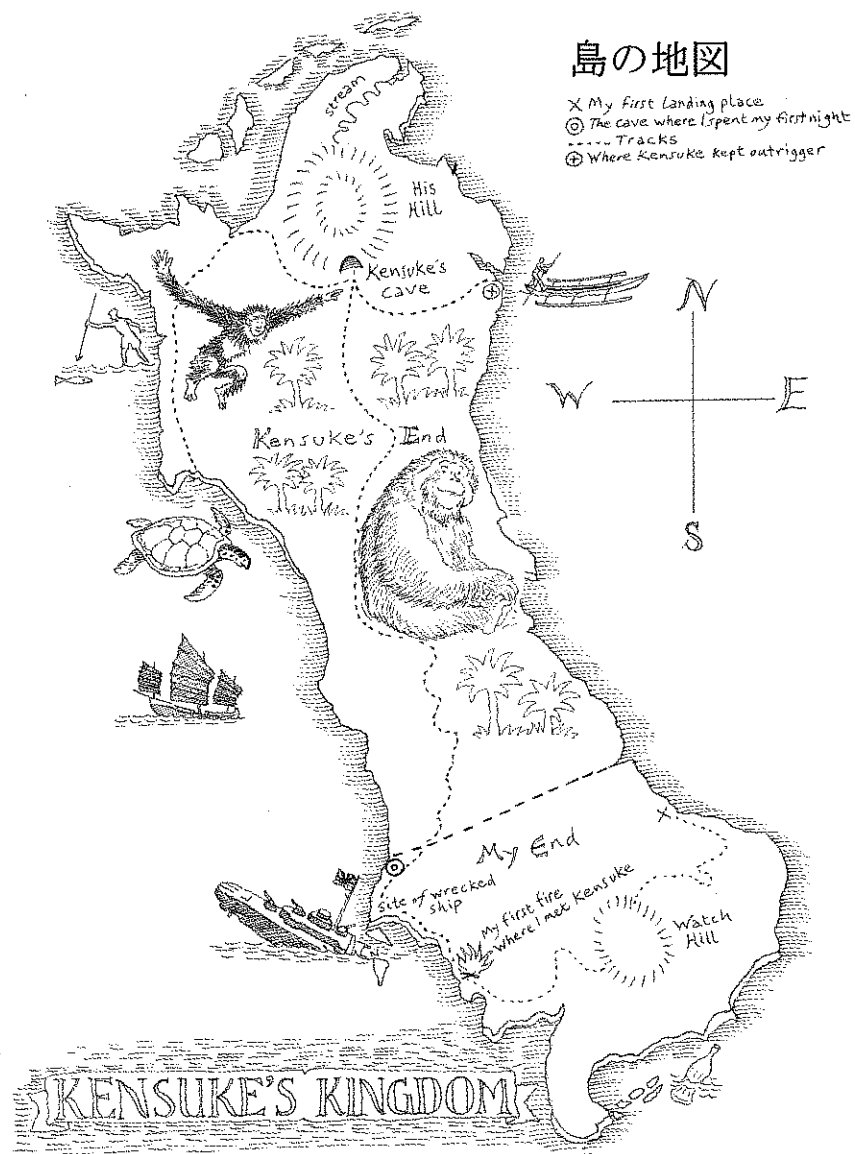 島の地図
X My first landing place
The cave where I spent my first night
Tracks
Where Kensuke kept outrigger
stream
His
Hill
Kensuke's
cave
N
W
E
S
Kensuke's End
My End
site of wrecked
ship
My first fire
where I met Kensuke
Watch
Hill
KENSUKE'S KINGDOM